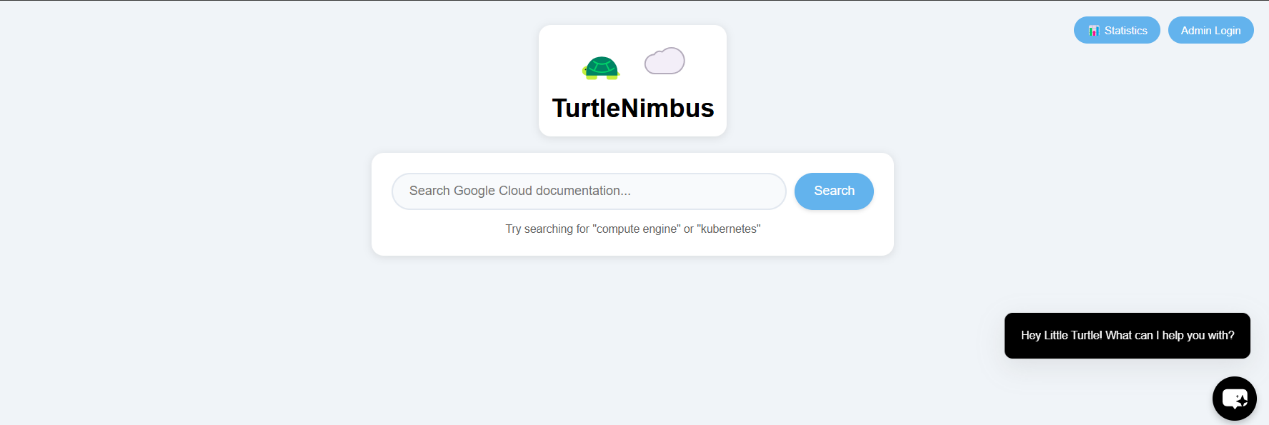 Statistics
Admin Login
TurtleNimbus
Search Google Cloud documentation...
Search
Try searching for "compute engine" or "kubernetes"
Hey Little Turtle! What can I help you with?